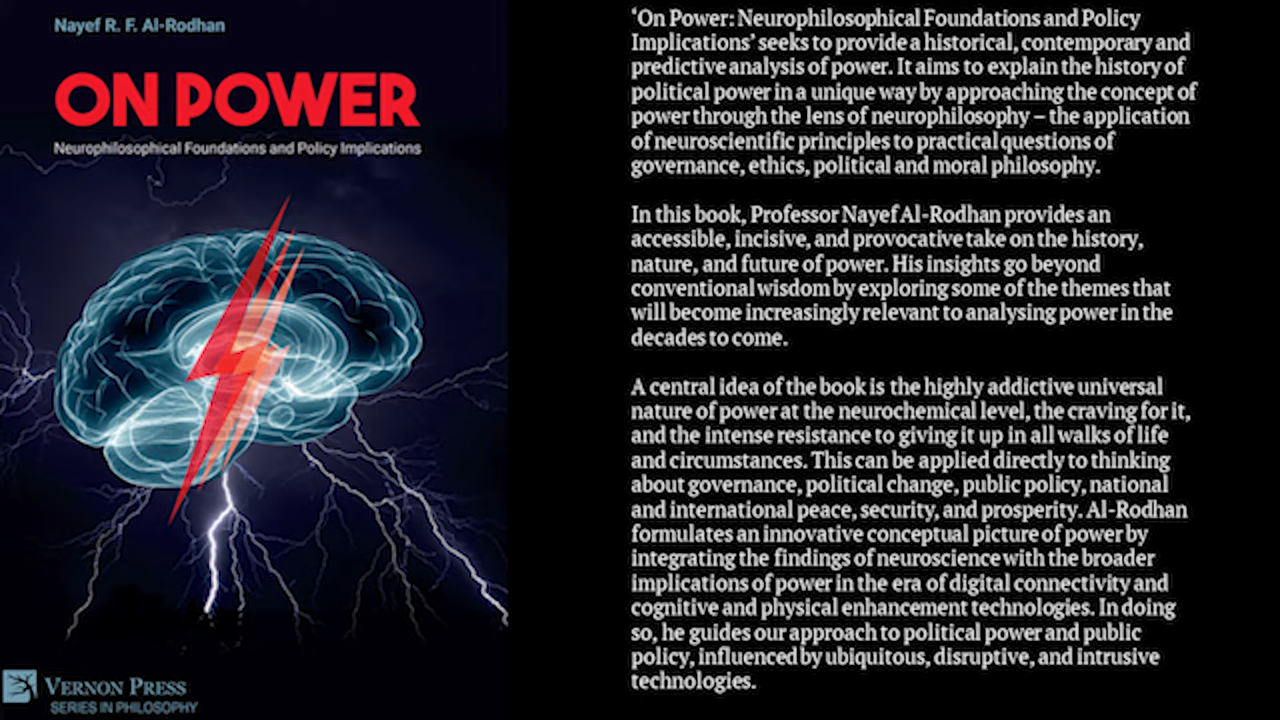 Nayef R. F. Al-Rodhan
ON POWER
Neurophilosophical Foundations and Policy Implications
VERNON PRESS
SERIES IN PHILOSOPHY
‘On Power: Neurophilosophical Foundations and Policy
Implications’ seeks to provide a historical, contemporary and
predictive analysis of power. It aims to explain the history of
political power in a unique way by approaching the concept of
power through the lens of neurophilosophy – the application
of neuroscientific principles to practical questions of
governance, ethics, political and moral philosophy.
In this book, Professor Nayef Al-Rodhan provides an
accessible, incisive, and provocative take on the history,
nature, and future of power. His insights go beyond
conventional wisdom by exploring some of the themes that
will become increasingly relevant to analysing power in the
decades to come.
A central idea of the book is the highly addictive universal
nature of power at the neurochemical level, the craving for it,
and the intense resistance to giving it up in all walks of life
and circumstances. This can be applied directly to thinking
about governance, political change, public policy, national
and international peace, security, and prosperity. Al-Rodhan
formulates an innovative conceptual picture of power by
integrating the findings of neuroscience with the broader
implications of power in the era of digital connectivity and
cognitive and physical enhancement technologies. In doing
so, he guides our approach to political power and public
policy, influenced by ubiquitous, disruptive, and intrusive
technologies.